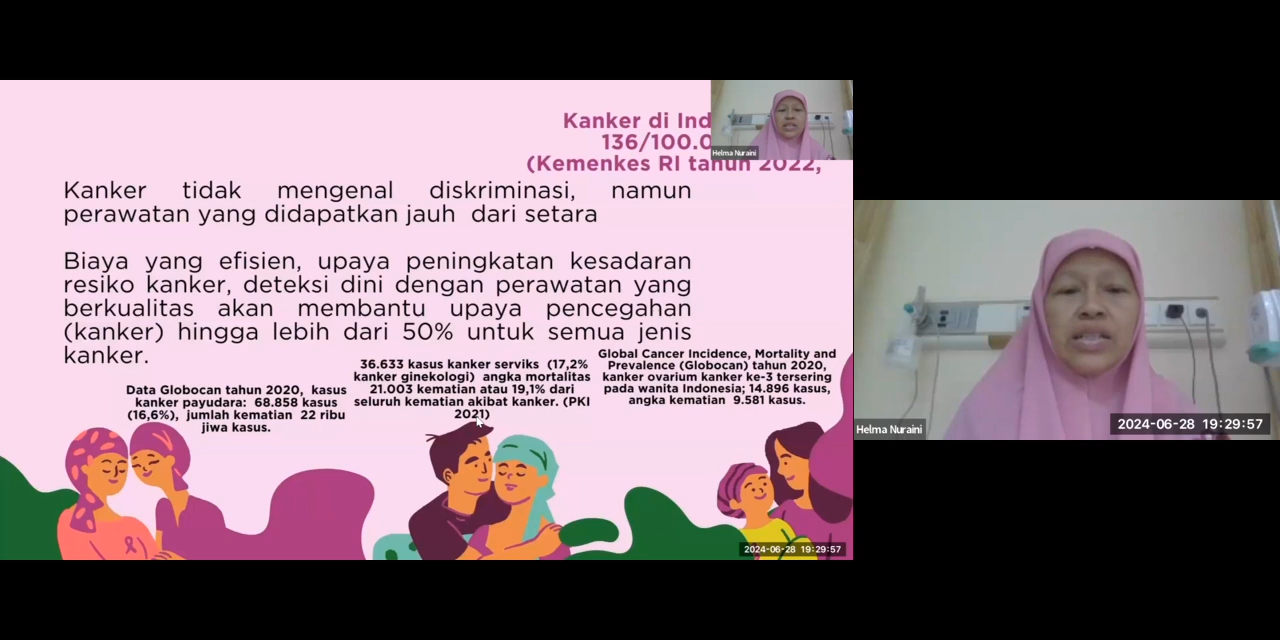 Kanker di Ind
136/100.0
(Kemenkes RI tahun 2022,
Helma Nuraini
Kanker tidak mengenal diskriminasi, namun
perawatan yang didapatkan jauh dari setara
Biaya yang efisien, upaya peningkatan kesadaran
resiko kanker, deteksi dini dengan perawatan yang
berkualitas akan membantu upaya pencegahan
(kanker) hingga lebih dari 50% untuk semua jenis
kanker.
Data Globocan tahun 2020, kasus
kanker payudara: 68.858 kasus
(16,6%), jumlah kematian 22 ribu
jiwa kasus.
36.633 kasus kanker serviks (17,2%
kanker ginekologi) angka mortalitas
21.003 kematian atau 19,1% dari
seluruh kematian akibat kanker. (PKI
2021)
Global Cancer Incidence, Mortality and
Prevalence (Globocan) tahun 2020,
kanker ovarium kanker ke-3 tersering
pada wanita Indonesia; 14.896 kasus,
angka kematian 9.581 kasus.
2024-06-28 19:29:57
Helma Nuraini
2024-06-28 19:29:57